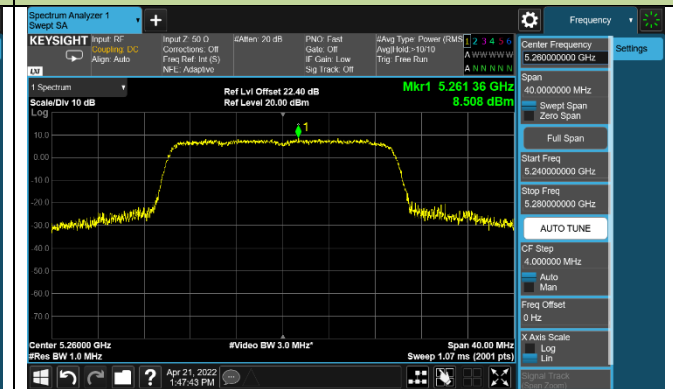 Spectrum Analyzer 1
Swept SA
+
Frequency
KEYSIGHT
Input: RF
Coupling: DC
Align: Auto
Input Z: 50 Ω
Corrections: Off
Freq Ref: Int (S)
NFE: Adaptive
#Atten: 20 dB
PNO: Fast
Gate: Off
IF Gain: Low
Sig Track: Off
#Avg Type: Power (RMS
Avg|Hold:>10/10
Trig: Free Run
1 2 3 4 5 6
A W W W W W
A N N N N N
LXI
1 Spectrum
Scale/Div 10 dB
Log
Ref Lvl Offset 22.40 dB
Ref Level 20.00 dBm
Mkr1 5.261 36 GHz
8.508 dBm
1
10.0
0.00
-10.0
-20.0
-30.0
-40.0
-50.0
-60.0
-70.0
Center 5.26000 GHz
#Res BW 1.0 MHz
#Video BW 3.0 MHz*
Span 40.00 MHz
Sweep 1.07 ms (2001 pts)
Apr 21, 2022
1:47:43 PM
Center Frequency
5.260000000 GHz
Settings
Span
40.0000000 MHz
Swept Span
Zero Span
Full Span
Start Freq
5.240000000 GHz
Stop Freq
5.280000000 GHz
AUTO TUNE
CF Step
4.000000 MHz
Auto
Man
Freq Offset
0 Hz
X Axis Scale
Log
Lin
Signal Track
(Span Zoom)